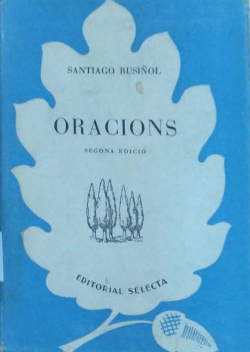 SANTIAGO RUSIÑOL
ORACIONS
SEGONA EDICIÓ
EDITORIAL SELECTA